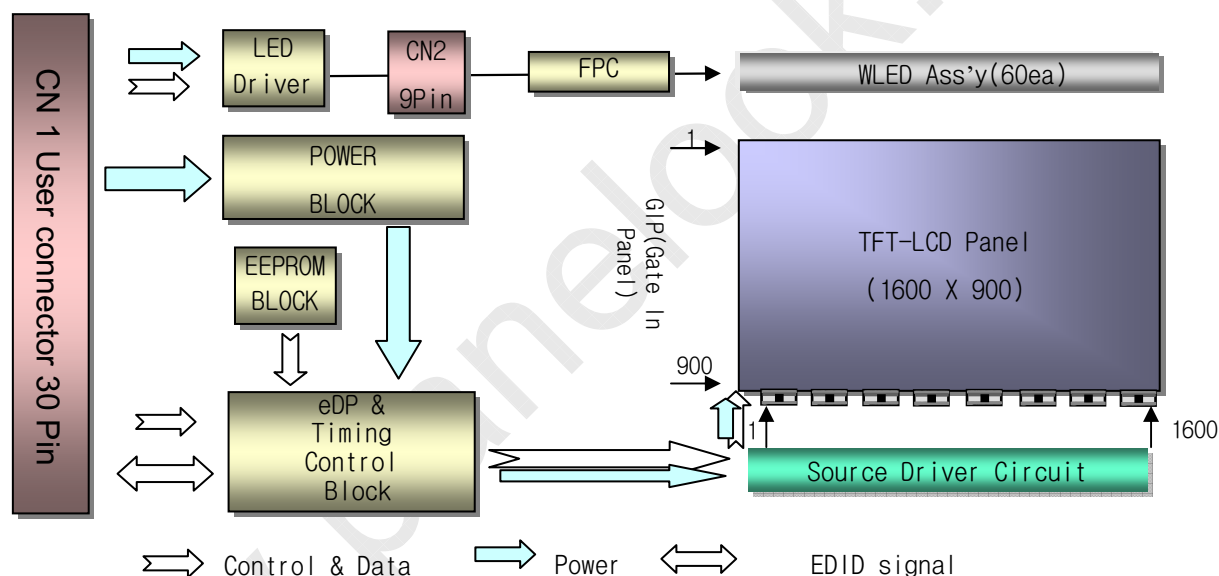 CN 1 User connector 30 Pin
LED
Driver
CN2
9Pin
FPC
WLED Ass'y(60ea)
POWER
BLOCK
EEPROM
BLOCK
eDP &
Timing
Control
Block
1
GIP(Gate In
Panel)
900
TFT-LCD Panel
(1600 X 900)
1
1600
Source Driver Circuit
Control & Data
Power
EDID signal
panelook.